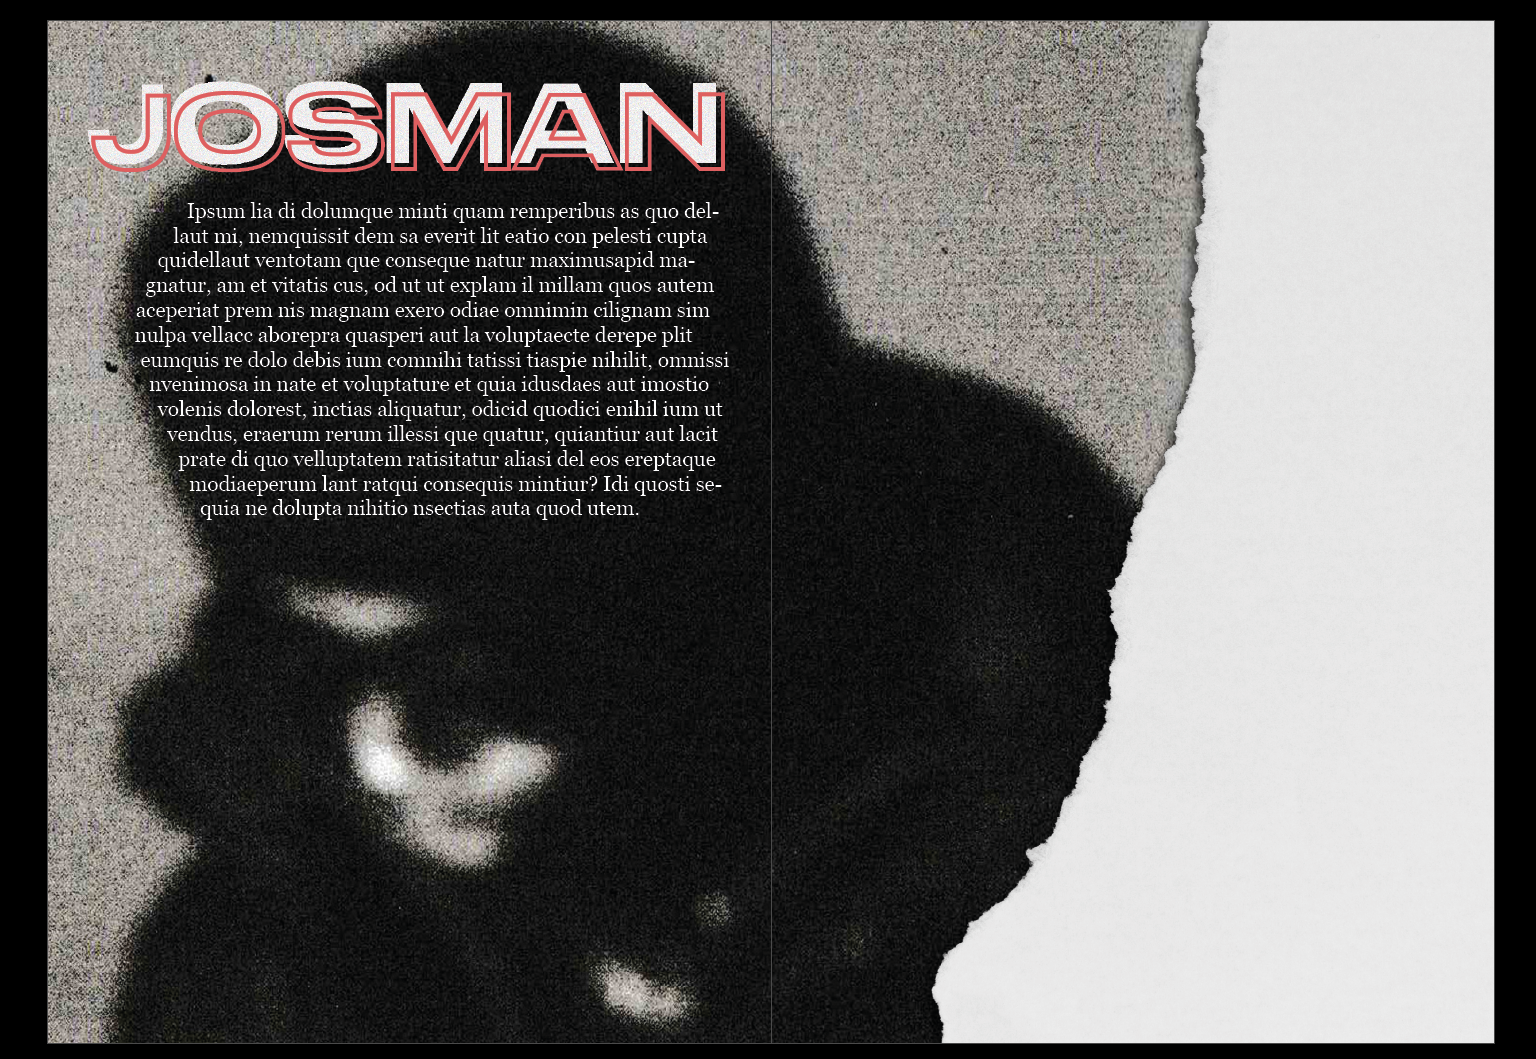 JOSMAN
Ipsum lia di dolumque minti quam remperibus as quo del-
laut mi, nemquissit dem sa everit lit eatio con pelesti cupta
quidellaut ventotam que conseque natur maximusapid ma-
gnatur, am et vitatis cus, od ut ut explam il millam quos autem
aceperiat prem nis magnam exero odiae omnimin cilignam sim
nulpa vellacc aborepra quasperi aut la voluptaecte derepe plit
eumquis re dolo debis ium comnihi tatissi tiaspie nihilit, omnissi
nvenimosa in nate et voluptature et quia idusdaes aut imostio
volenis dolorest, inctias aliquatur, odicid quodici enihil ium ut
vendus, eraerum rerum illessi que quatur, quiantiur aut lacit
prate di quo velluptatem ratisitatur aliasi del eos ereptaque
modiaeperum lant ratqui consequis mintiur? Idi quosti se-
quia ne dolupta nihitio nsectias auta quod utem.